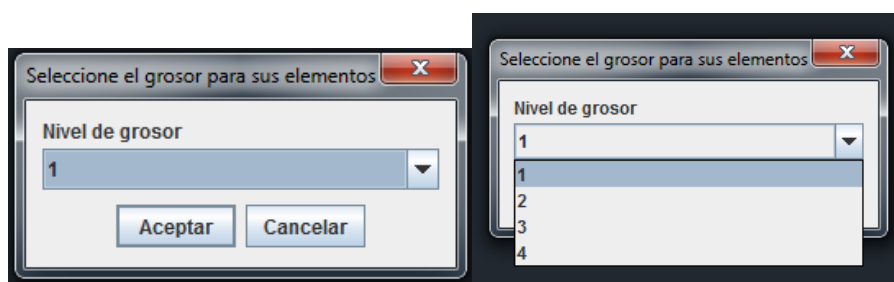 Seleccione el grosor para sus elementos
Nivel de grosor
1
Aceptar Cancelar
Seleccione el grosor para sus elementos
Nivel de grosor
1
1
2
3
4